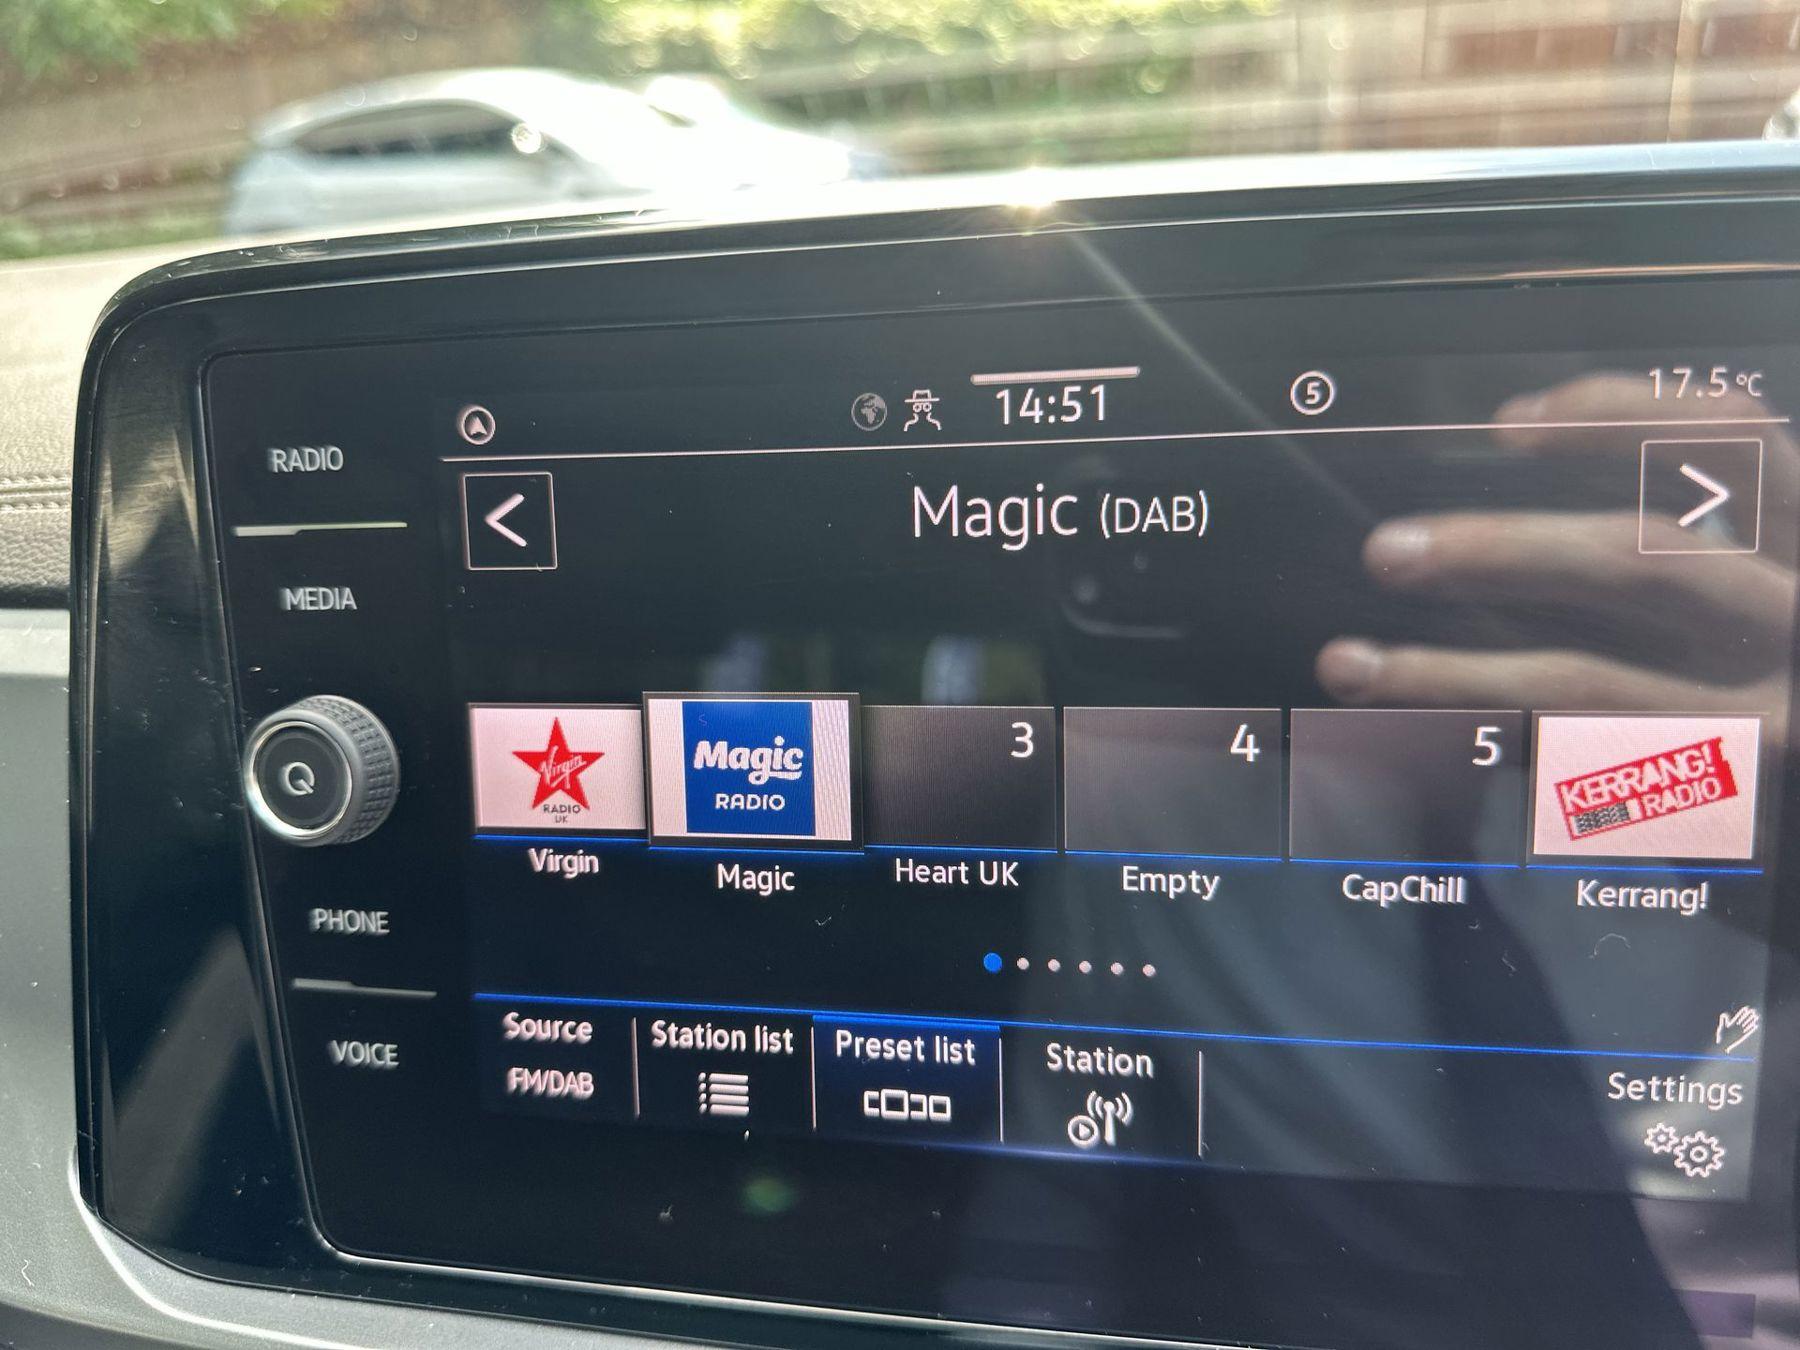 14:51
5
17.5°C
RADIO
Magic (DAB)
MEDIA
Virgin
RADIO
UK
Magic
RADIO
3
4
5
KERRANG!
RADIO
Virgin
Magic
Heart UK
Empty
CapChill
Kerrang!
PHONE
VOICE
Source
FM/DAB
Station list
Preset list
Station
Settings